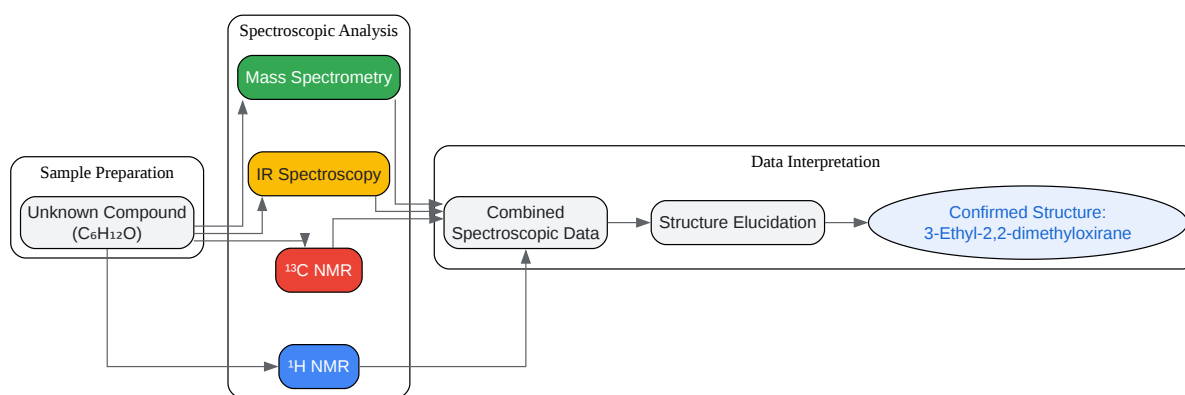 Spectroscopic Analysis
Mass Spectrometry
IR Spectroscopy
¹³C NMR
¹H NMR
Sample Preparation
Unknown Compound
(C₆H₁₂O)
Data Interpretation
Combined
Spectroscopic Data
Structure Elucidation
Confirmed Structure:
3-Ethyl-2,2-dimethyloxirane